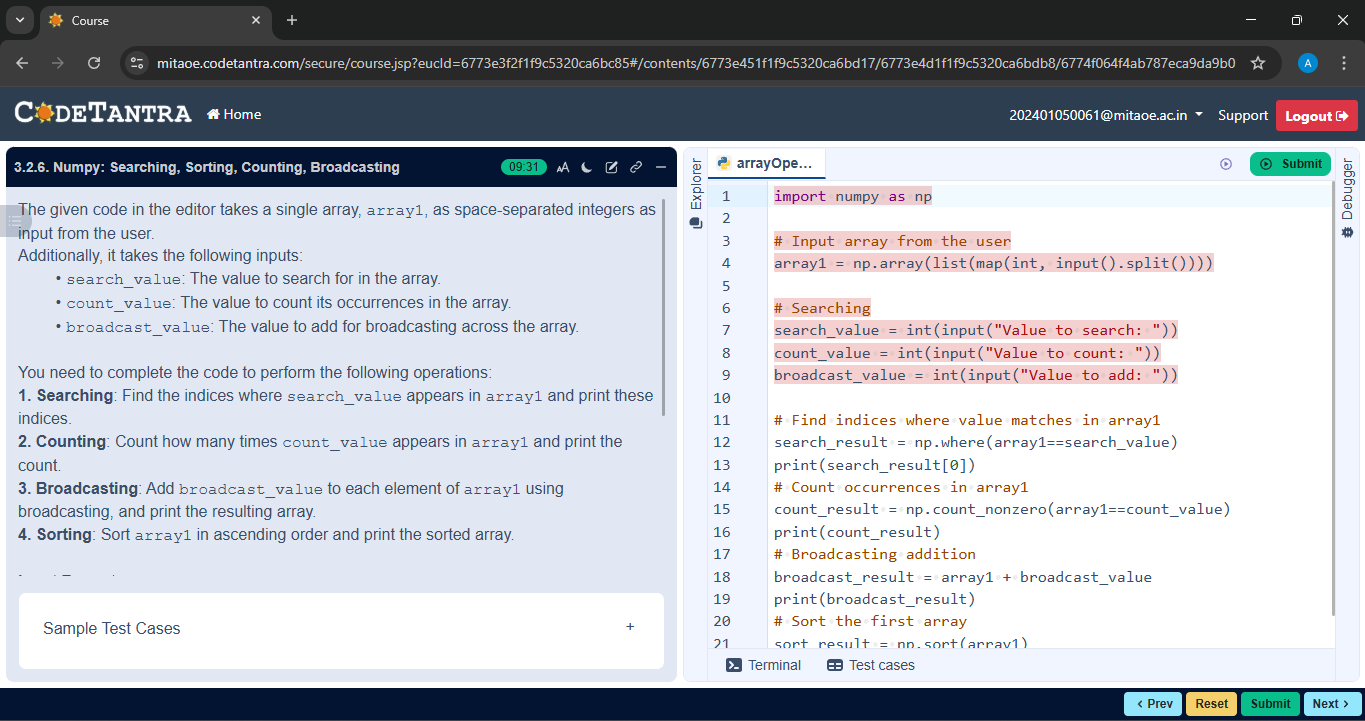 Course
mitaoe.codetantra.com/secure/course.jsp?eucId=6773e3f2f1f9c5320ca6bc85#/contents/6773e451f1f9c5320ca6bd17/6773e4d1f1f9c5320ca6bdb8/6774f064f4ab787eca9da9b0
A
CODETANTRA
Home
202401050061@mitaoe.ac.in
Support
Logout
3.2.6. Numpy: Searching, Sorting, Counting, Broadcasting
09:31
AA
The given code in the editor takes a single array, array1, as space-separated integers as
input from the user.
Additionally, it takes the following inputs:
• search_value: The value to search for in the array.
• count_value: The value to count its occurrences in the array.
• broadcast_value: The value to add for broadcasting across the array.
You need to complete the code to perform the following operations:
1. Searching: Find the indices where search_value appears in array1 and print these
indices.
2. Counting: Count how many times count_value appears in array1 and print the
count.
3. Broadcasting: Add broadcast_value to each element of array1 using
broadcasting, and print the resulting array.
4. Sorting: Sort array1 in ascending order and print the sorted array.
Sample Test Cases
+
Explorer
arrayOpe...
Submit
Debugger
1 import numpy as np
2
3 # Input array from the user
4 array1 = np.array(list(map(int, input().split())))
5
6 # Searching
7 search_value = int(input("Value to search: "))
8 count_value = int(input("Value to count: "))
9 broadcast_value = int(input("Value to add: "))
10
11 # Find indices where value matches in array1
12 search_result = np.where(array1==search_value)
13 print(search_result[0])
14 # Count occurrences in array1
15 count_result = np.count_nonzero(array1==count_value)
16 print(count_result)
17 # Broadcasting addition
18 broadcast_result = array1 + broadcast_value
19 print(broadcast_result)
20 # Sort the first array
21 sort_result = np.sort(array1)
Terminal
Test cases
< Prev
Reset
Submit
Next >